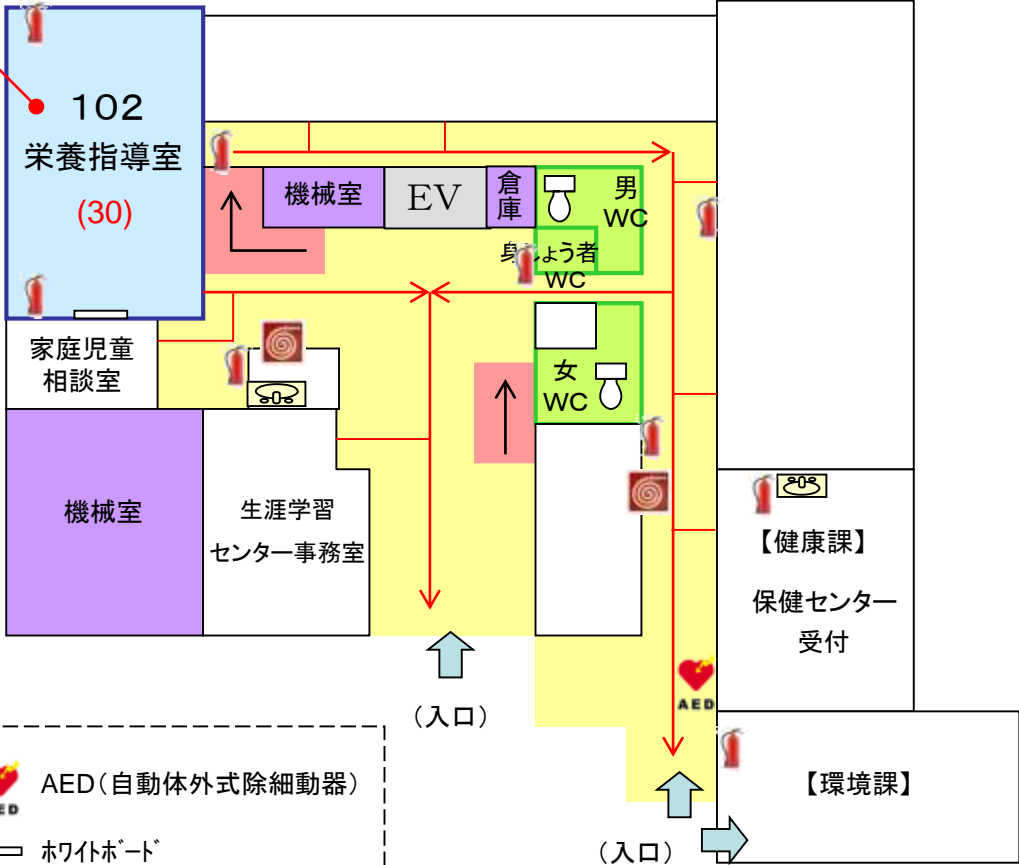 102
栄養指導室
(30)
機械室
EV
倉
庫
男
WC
身しょう者
WC
家庭児童
相談室
女
WC
機械室
生涯学習
センター事務室
【健康課】
保健センター
受付
AED
(入口)
【環境課】
(入口)
AED
AED(自動体外式除細動器)
ホワイトボード